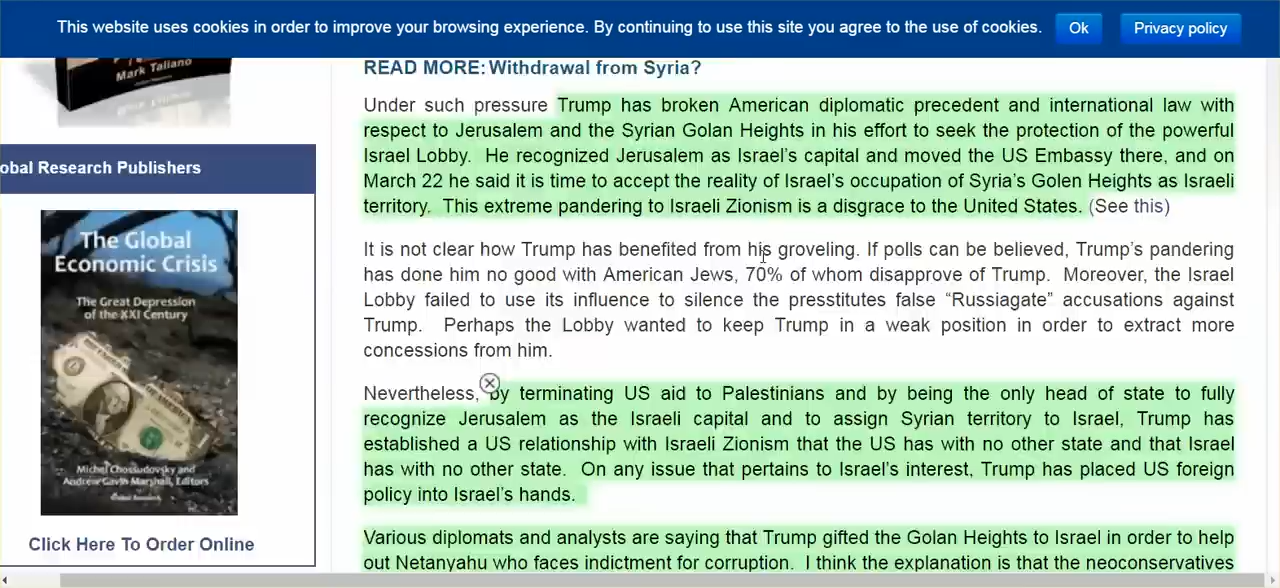 This website uses cookies in order to improve your browsing experience. By continuing to use this site you agree to the use of cookies.
Ok
Privacy policy
Mark Taliano
obal Research Publishers
The Global
Economic Crisis
The Great Depression
of the XXI Century
Michel Chossudovsky and
Andrew Gavin Marshall, Editors
Click Here To Order Online
READ MORE: Withdrawal from Syria?
Under such pressure Trump has broken American diplomatic precedent and international law with
respect to Jerusalem and the Syrian Golan Heights in his effort to seek the protection of the powerful
Israel Lobby. He recognized Jerusalem as Israel's capital and moved the US Embassy there, and on
March 22 he said it is time to accept the reality of Israel's occupation of Syria's Golen Heights as Israeli
territory. This extreme pandering to Israeli Zionism is a disgrace to the United States. (See this)
It is not clear how Trump has benefited from his groveling. If polls can be believed, Trump's pandering
has done him no good with American Jews, 70% of whom disapprove of Trump. Moreover, the Israel
Lobby failed to use its influence to silence the presstitutes false “Russiagate” accusations against
Trump. Perhaps the Lobby wanted to keep Trump in a weak position in order to extract more
concessions from him.
Nevertheless, by terminating US aid to Palestinians and by being the only head of state to fully
recognize Jerusalem as the Israeli capital and to assign Syrian territory to Israel, Trump has
established a US relationship with Israeli Zionism that the US has with no other state and that Israel
has with no other state. On any issue that pertains to Israel's interest, Trump has placed US foreign
policy into Israel's hands.
Various diplomats and analysts are saying that Trump gifted the Golan Heights to Israel in order to help
out Netanyahu who faces indictment for corruption. I think the explanation is that the neoconservatives